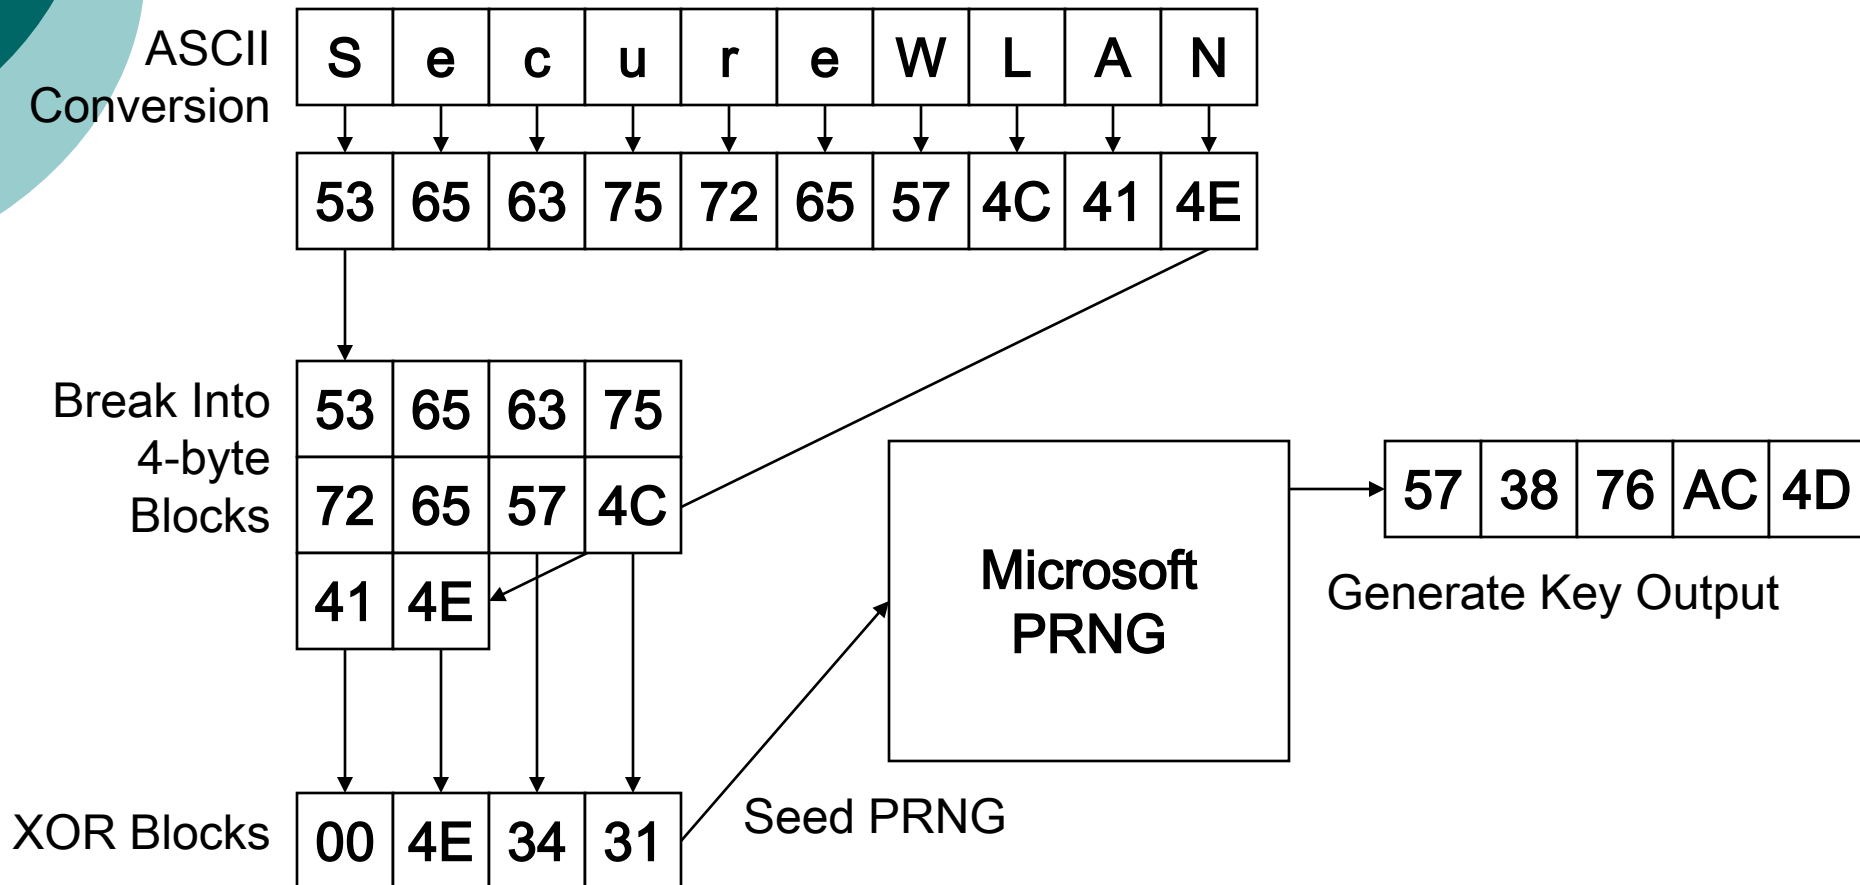 ASCII
Conversion
S e c u r e W L A N
53 65 63 75 72 65 57 4C 41 4E
Break Into
4-byte
Blocks
53 65 63 75
72 65 57 4C
41 4E
Microsoft
PRNG
57 38 76 AC 4D
Generate Key Output
XOR Blocks
00 4E 34 31
Seed PRNG